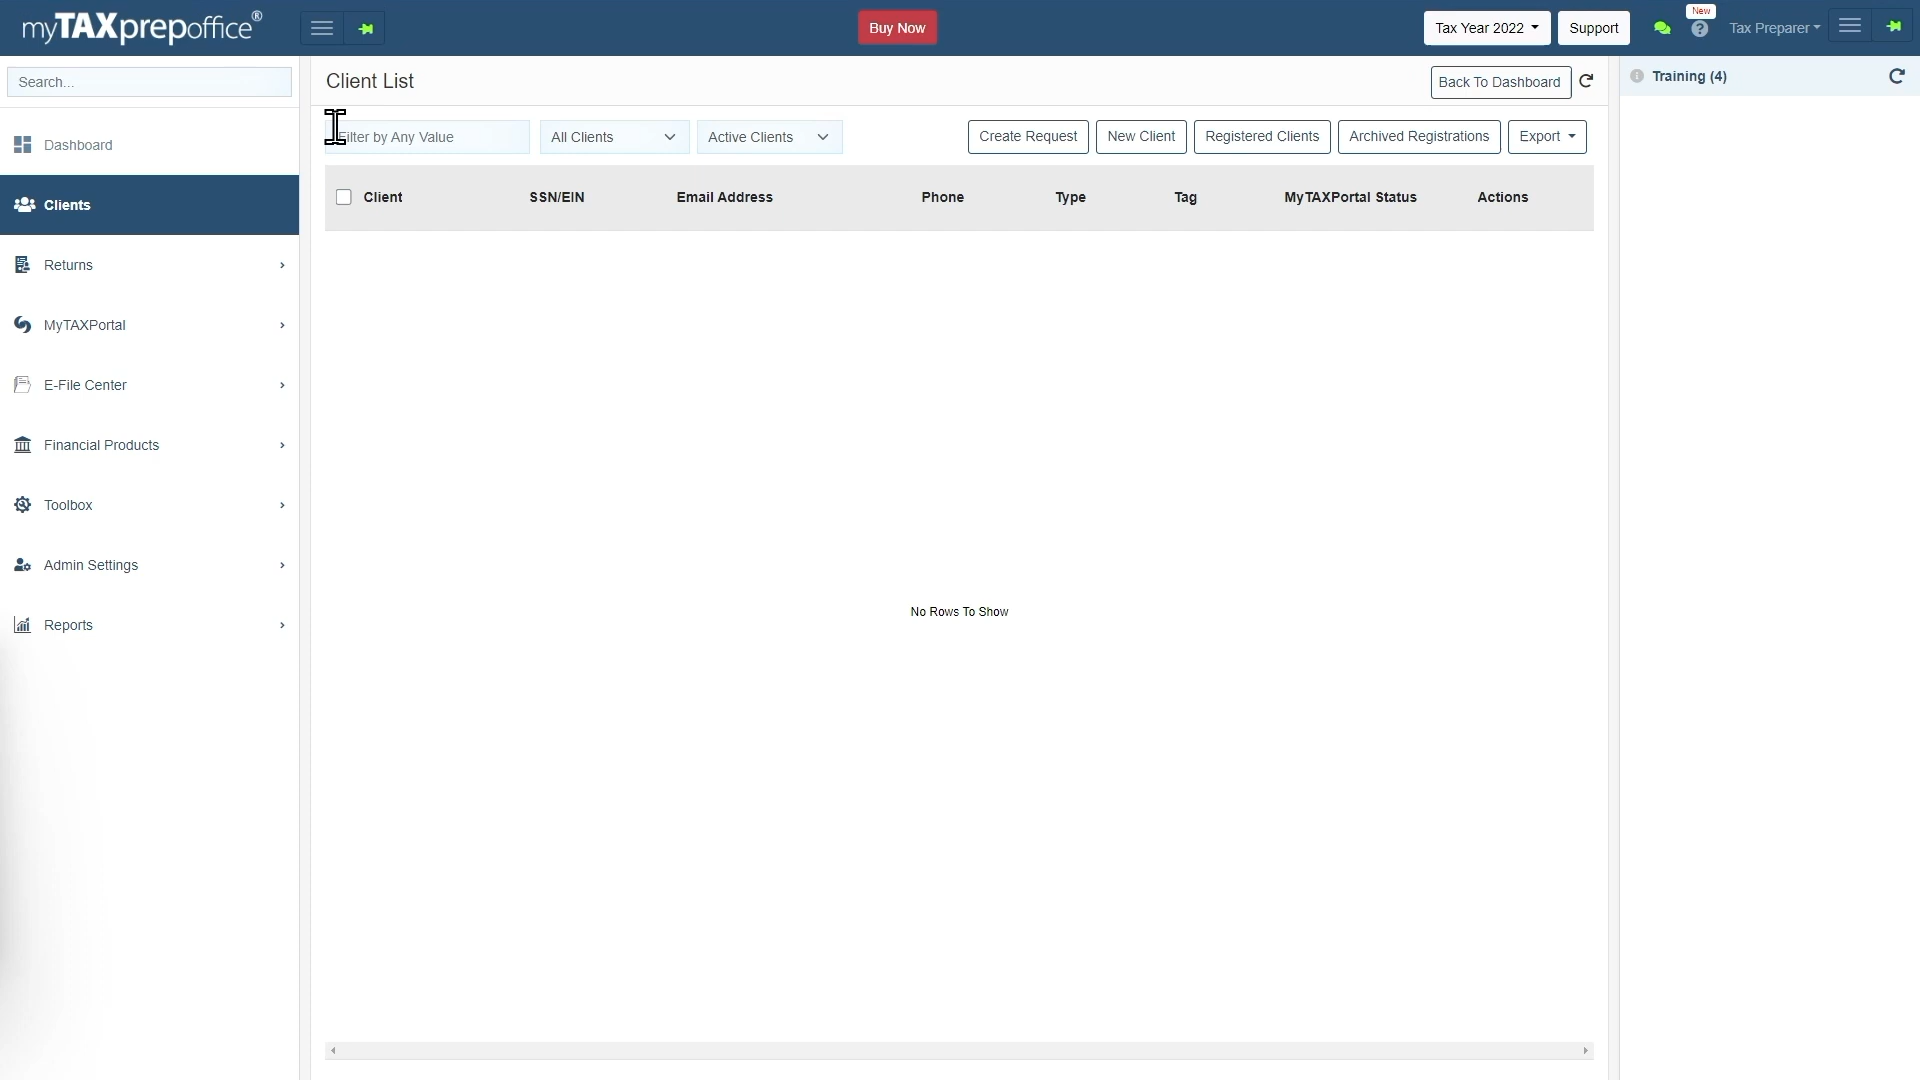 myTAXprepoffice®
Buy Now
Tax Year 2022
Support
New
Tax Preparer
Search...
Dashboard
Clients
Returns
MyTAXPortal
E-File Center
Financial Products
Toolbox
Admin Settings
Reports
Client List
Back To Dashboard
Filter by Any Value
All Clients
Active Clients
Create Request
New Client
Registered Clients
Archived Registrations
Export
Client SSN/EIN Email Address Phone Type Tag MyTAXPortal Status Actions
No Rows To Show
Training (4)